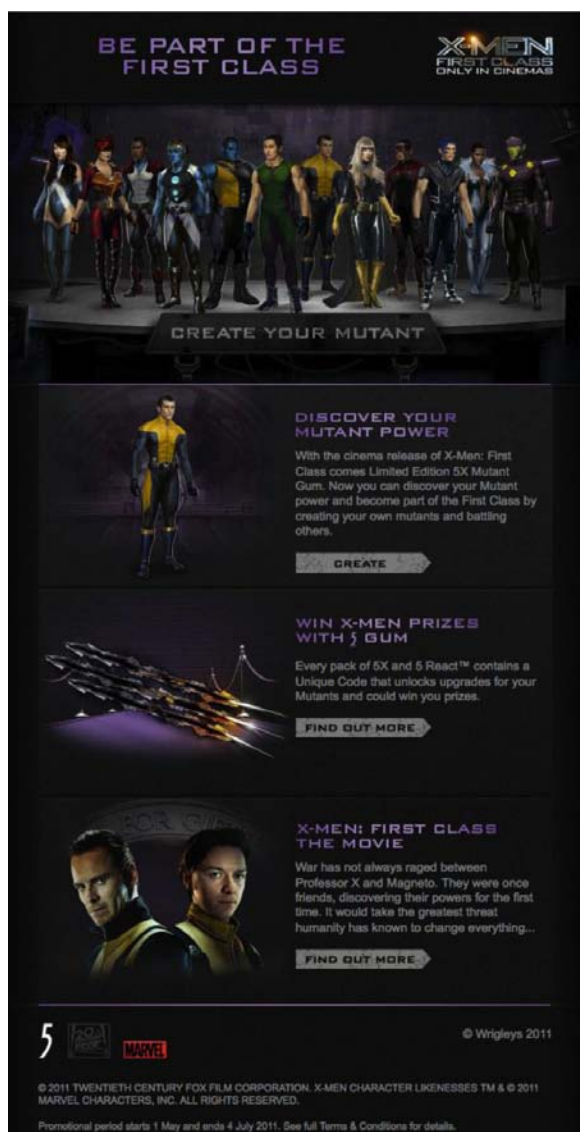 BE PART OF THE
FIRST CLASS
X-MEN
FIRST CLASS
ONLY IN CINEMAS
CREATE YOUR MUTANT
DISCOVER YOUR
MUTANT POWER
With the cinema release of X-Men: First
Class comes Limited Edition 5X Mutant
Gum. Now you can discover your Mutant
power and become part of the First Class by
creating your own mutants and battling
others.
CREATE
WIN X-MEN PRIZES
WITH 5 GUM
Every pack of 5X and 5 React™ contains a
Unique Code that unlocks upgrades for your
Mutants and could win you prizes.
FIND OUT MORE
X-MEN: FIRST CLASS
THE MOVIE
War has not always raged between
Professor X and Magneto. They were once
friends, discovering their powers for the first
time. It would take the greatest threat
humanity has known to change everything...
FIND OUT MORE
5
MARVEL
© Wrigleys 2011
© 2011 TWENTIETH CENTURY FOX FILM CORPORATION. X-MEN CHARACTER LIKENESSES TM & © 2011
MARVEL CHARACTERS, INC. ALL RIGHTS RESERVED.
Promotional period starts 1 May and ends 4 July 2011. See full Terms & Conditions for details.